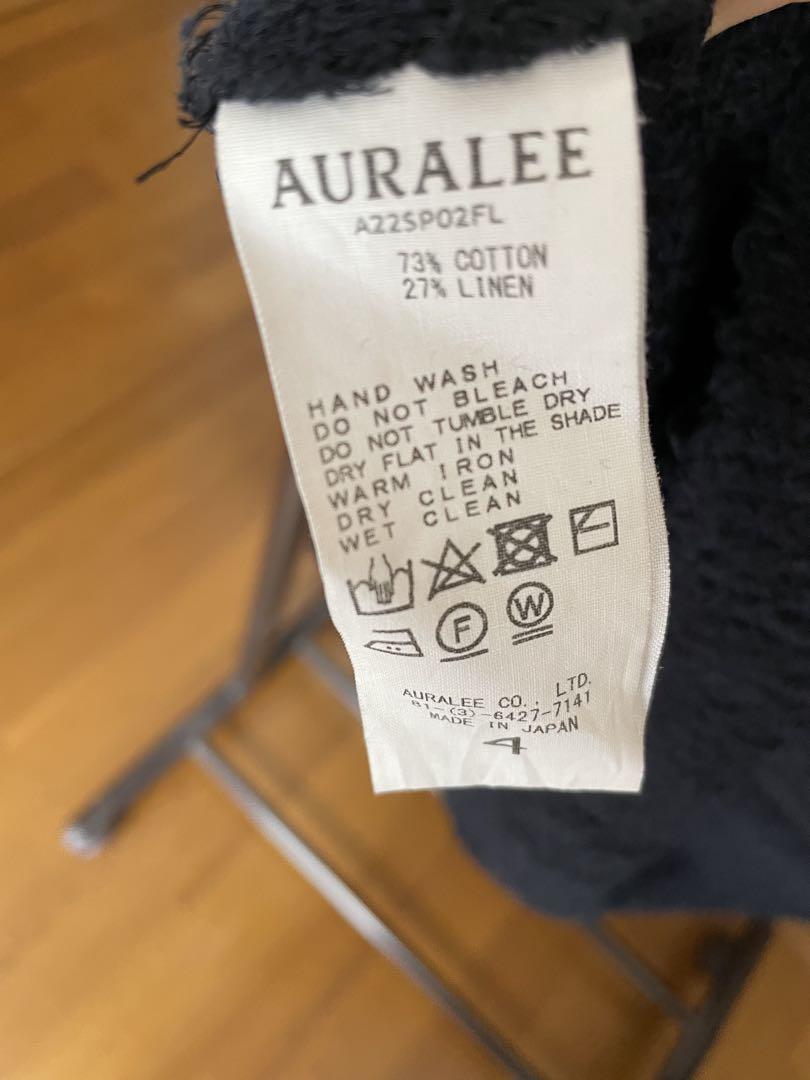 AURALEE
A22SP02FL
73% COTTON
27% LINEN
HAND WASH
DO NOT BLEACH
DO NOT TUMBLE DRY
DRY FLAT IN THE SHADE
WARM IRON
DRY CLEAN
WET CLEAN
F W
AURALEE CO., LTD.
81-(3)-6427-7141
MADE IN JAPAN
4